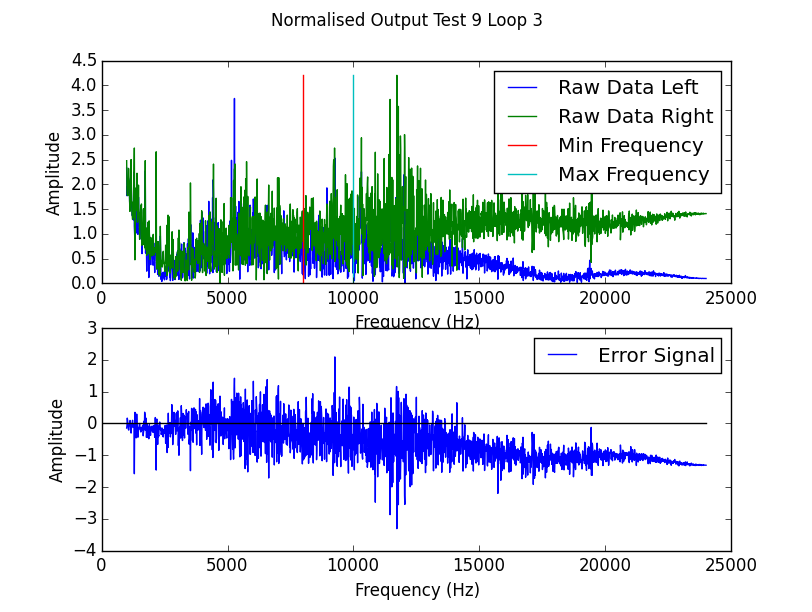 Normalised Output Test 9 Loop 3
4.5
4.0
3.5
3.0
2.5
2.0
1.5
1.0
0.5
0.0
Amplitude
Raw Data Left
Raw Data Right
Min Frequency
Max Frequency
0 5000 10000 15000 20000 25000
Frequency (Hz)
3
2
1
0
−1
−2
−3
−4
Amplitude
Error Signal
0 5000 10000 15000 20000 25000
Frequency (Hz)